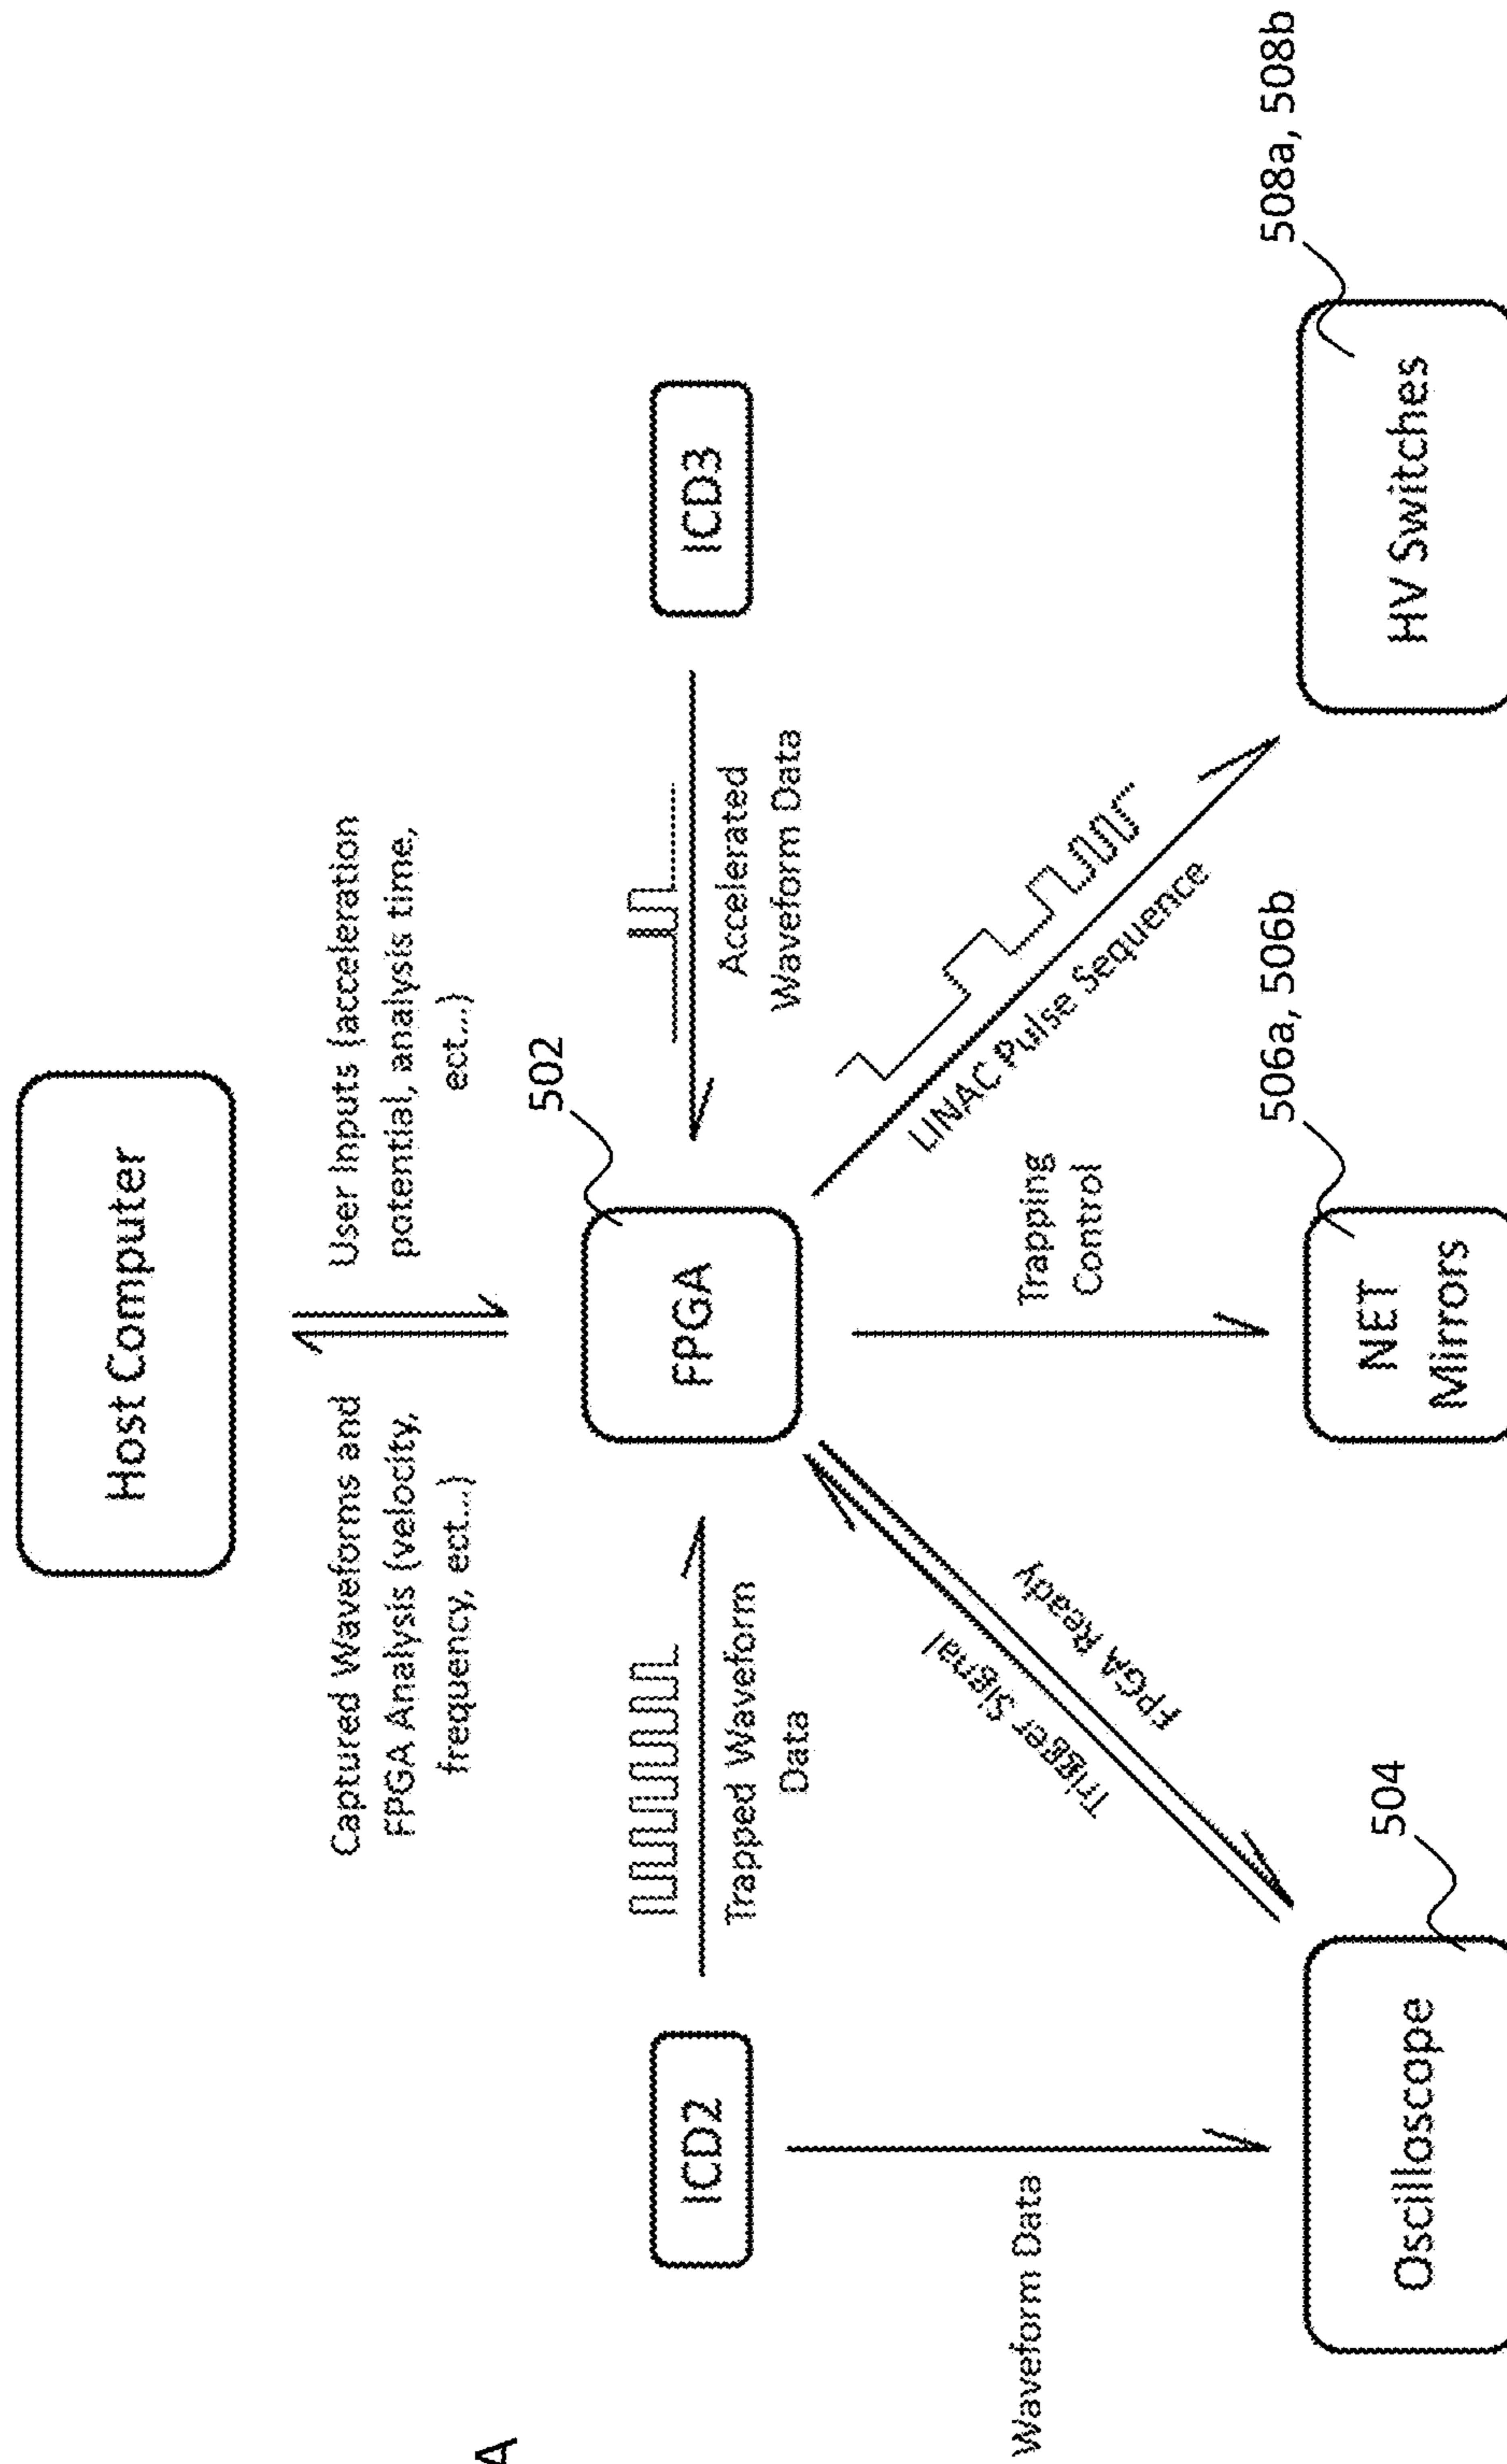 Host Computer
Captured Waveforms and
FPGA Analysis (velocity,
frequency, ect...)
User Inputs (acceleration
potential, analysis time,
ect...)
A
502
ICD2
Trapped Waveform
Data
FPGA
Accelerated
Waveform Data
ICD3
Waveform Data
Trigger Signal
FPGA Ready
Trapping
Control
LINAC Pulse Sequence
504
506a, 506b
508a, 508b
Oscilloscope
NET
Mirrors
HV Switches